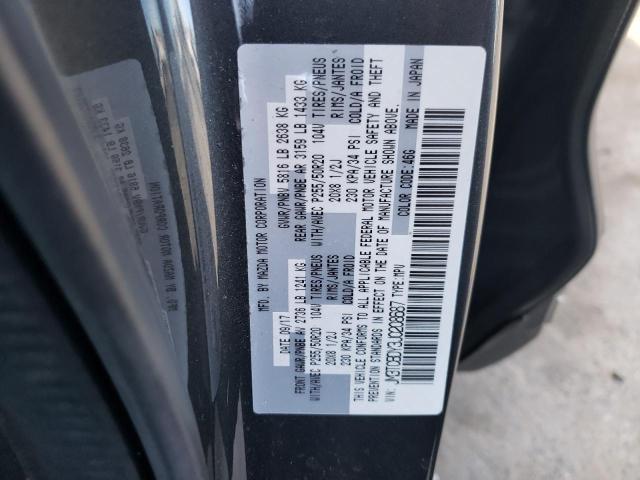 MFD. BY MAZDA MOTOR CORPORATION
DATE: 09/17 GVWR/PNBV 5816 LB 2638 KG
FRONT GAWR/PNBE AV 2736 LB 1241 KG REAR GAWR/PNBE AR 3159 LB 1433 KG
WITH/AVEC P255/50R20 104V TIRES/PNEUS WITH/AVEC P255/50R20 104V TIRES/PNEUS
20X8 1/2J RIMS/JANTES 20X8 1/2J RIMS/JANTES
230 KPA/34 PSI COLD/A FROID 230 KPA/34 PSI COLD/A FROID
THIS VEHICLE CONFORMS TO ALL APPLICABLE FEDERAL MOTOR VEHICLE SAFETY AND THEFT
PREVENTION STANDARDS IN EFFECT ON THE DATE OF MANUFACTURE SHOWN ABOVE.
VIN: JM3TCBDY3J0208687 TYPE: MPV COLOR CODE: 46G
MADE IN JAPAN